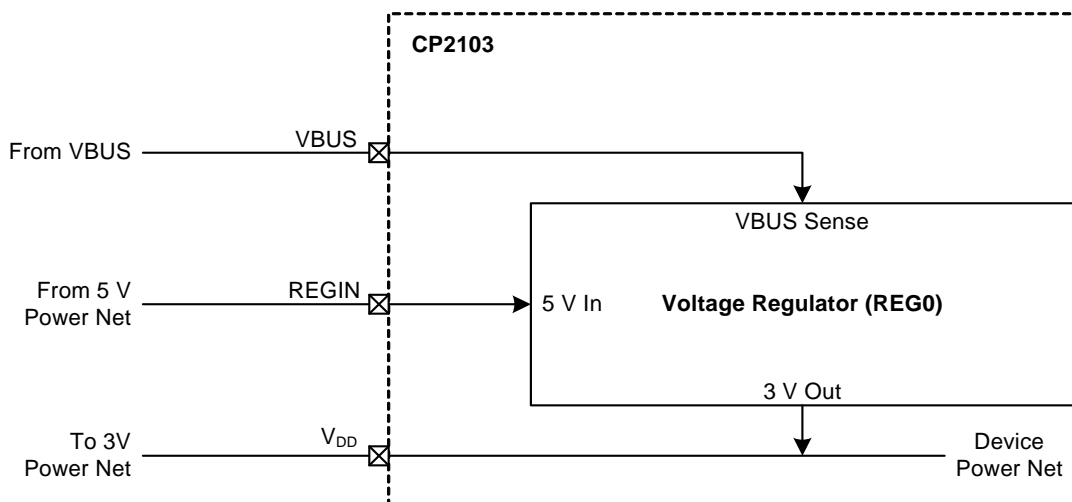 CP2103
From VBUS
VBUS
VBUS Sense
From 5 V
Power Net
REGIN
5 V In
Voltage Regulator (REG0)
3 V Out
To 3V
Power Net
VDD
Device
Power Net